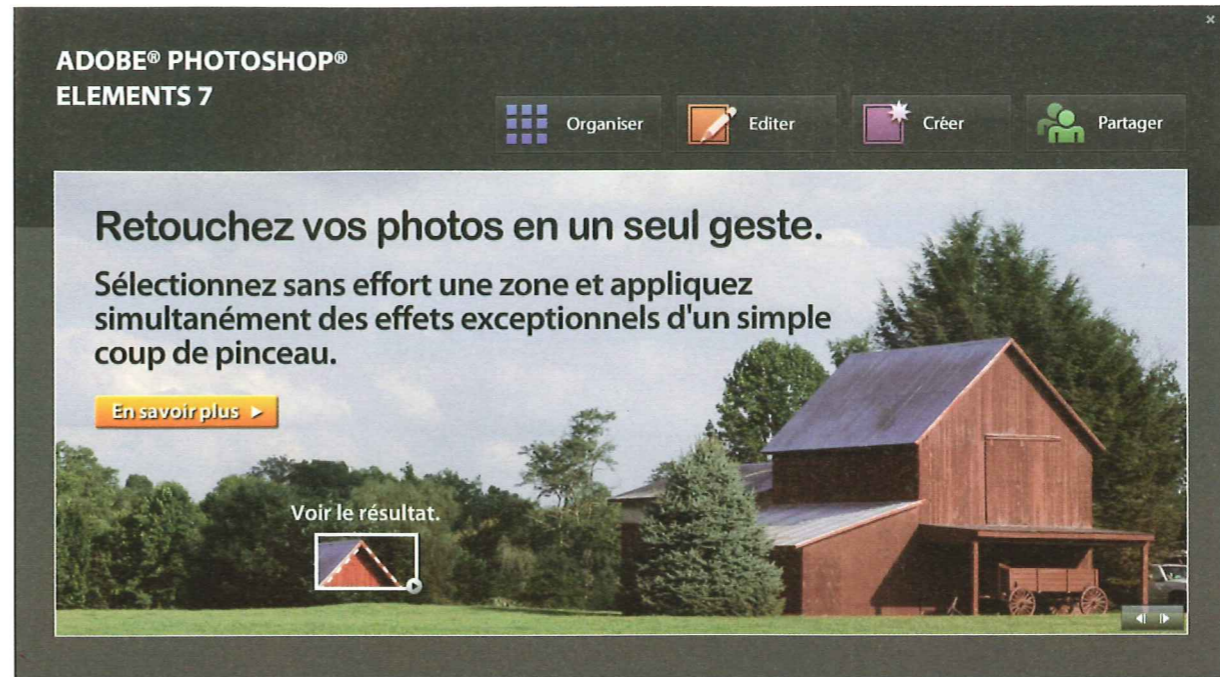 ADOBE® PHOTOSHOP®
ELEMENTS 7
Organiser
Editer
Créer
Partager
Retouchez vos photos en un seul geste.
Sélectionnez sans effort une zone et appliquez
simultanément des effets exceptionnels d'un simple
coup de pinceau.
En savoir plus
Voir le résultat.